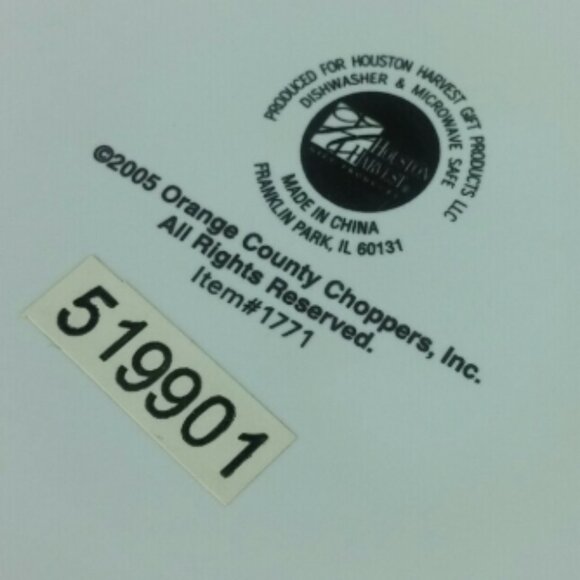 PRODUCED FOR HOUSTON HARVEST GIFT PRODUCTS LLC
DISHWASHER & MICROWAVE SAFE
HOUSTON
HARVEST®
MADE IN CHINA
FRANKLIN PARK, IL 60131
©2005 Orange County Choppers, Inc.
All Rights Reserved.
Item#1771
519901